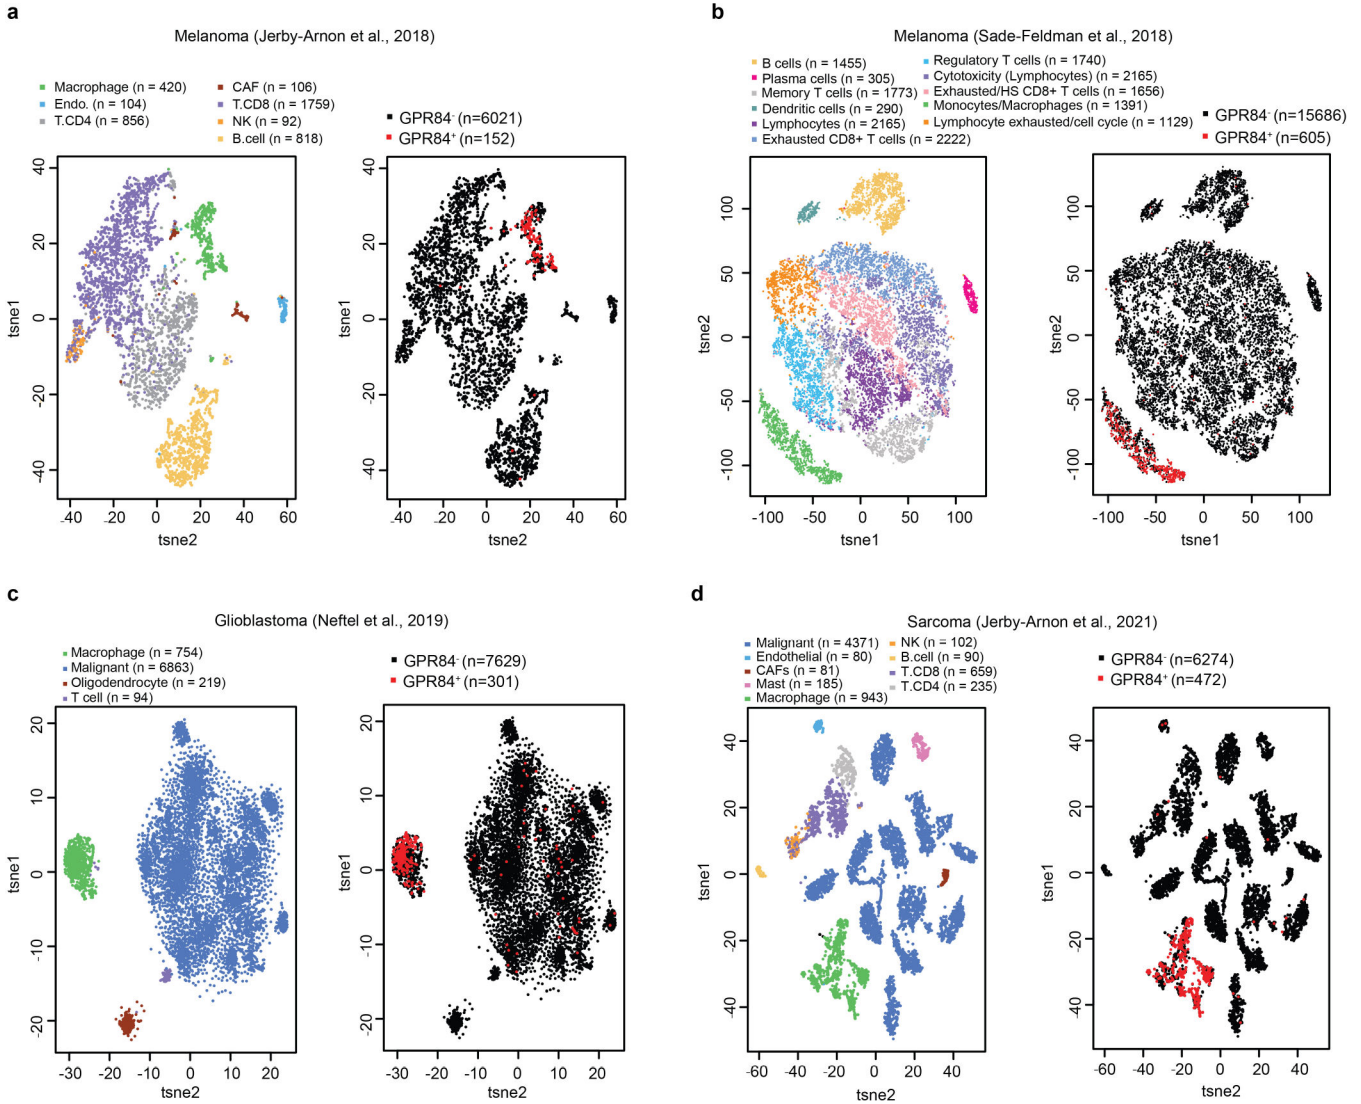 a
Melanoma (Jerby-Arnon et al., 2018)
Macrophage (n = 420)
Endo. (n = 104)
T.CD4 (n = 856)
CAF (n = 106)
T.CD8 (n = 1759)
NK (n = 92)
B.cell (n = 818)
GPR84- (n=6021)
GPR84+ (n=152)
40
20
0
-20
-40
tsne1
-40 -20 0 20 40 60
tsne2
40
20
0
-20
-40
tsne1
-40 -20 0 20 40 60
tsne2
b
Melanoma (Sade-Feldman et al., 2018)
B cells (n = 1455)
Plasma cells (n = 305)
Memory T cells (n = 1773)
Dendritic cells (n = 290)
Lymphocytes (n = 2165)
Exhausted CD8+ T cells (n = 2222)
Regulatory T cells (n = 1740)
Cytotoxicity (Lymphocytes) (n = 2165)
Exhausted/HS CD8+ T cells (n = 1656)
Monocytes/Macrophages (n = 1391)
Lymphocyte exhausted/cell cycle (n = 1129)
GPR84- (n=15686)
GPR84+ (n=605)
100
50
0
-50
-100
tsne2
-100 -50 0 50 100
tsne1
100
50
0
-50
-100
tsne2
-100 -50 0 50 100
tsne1
c
Glioblastoma (Neftel et al., 2019)
Macrophage (n = 754)
Malignant (n = 6863)
Oligodendrocyte (n = 219)
T cell (n = 94)
GPR84- (n=7629)
GPR84+ (n=301)
20
10
0
-10
-20
tsne1
-30 -20 -10 0 10 20
tsne2
20
10
0
-10
-20
tsne1
-30 -20 -10 0 10 20
tsne2
d
Sarcoma (Jerby-Arnon et al., 2021)
Malignant (n = 4371)
Endothelial (n = 80)
CAFs (n = 81)
Mast (n = 185)
Macrophage (n = 943)
NK (n = 102)
B.cell (n = 90)
T.CD8 (n = 659)
T.CD4 (n = 235)
GPR84- (n=6274)
GPR84+ (n=472)
40
20
0
20
40
tsne1
-60 -40 -20 0 20 40
tsne2
40
20
0
20
40
tsne1
-60 -40 -20 0 20 40
tsne2